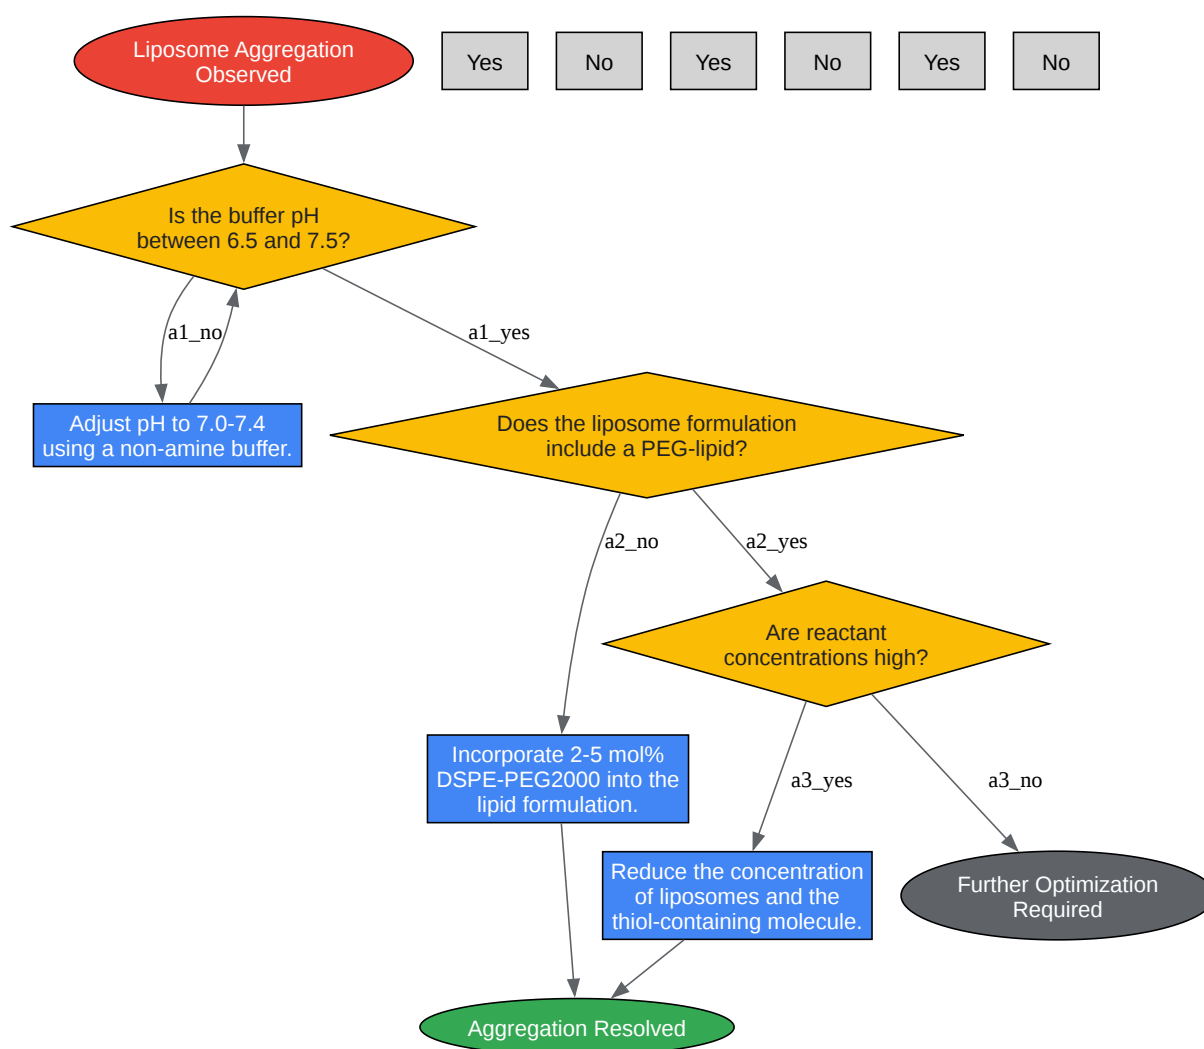 Liposome Aggregation
Observed
Yes
No
Yes
No
Yes
No
Is the buffer pH
between 6.5 and 7.5?
a1_no
a1_yes
Adjust pH to 7.0-7.4
using a non-amine buffer.
Does the liposome formulation
include a PEG-lipid?
a2_no
a2_yes
Are reactant
concentrations high?
Incorporate 2-5 mol%
DSPE-PEG2000 into the
lipid formulation.
a3_yes
a3_no
Reduce the concentration
of liposomes and the
thiol-containing molecule.
Further Optimization
Required
Aggregation Resolved